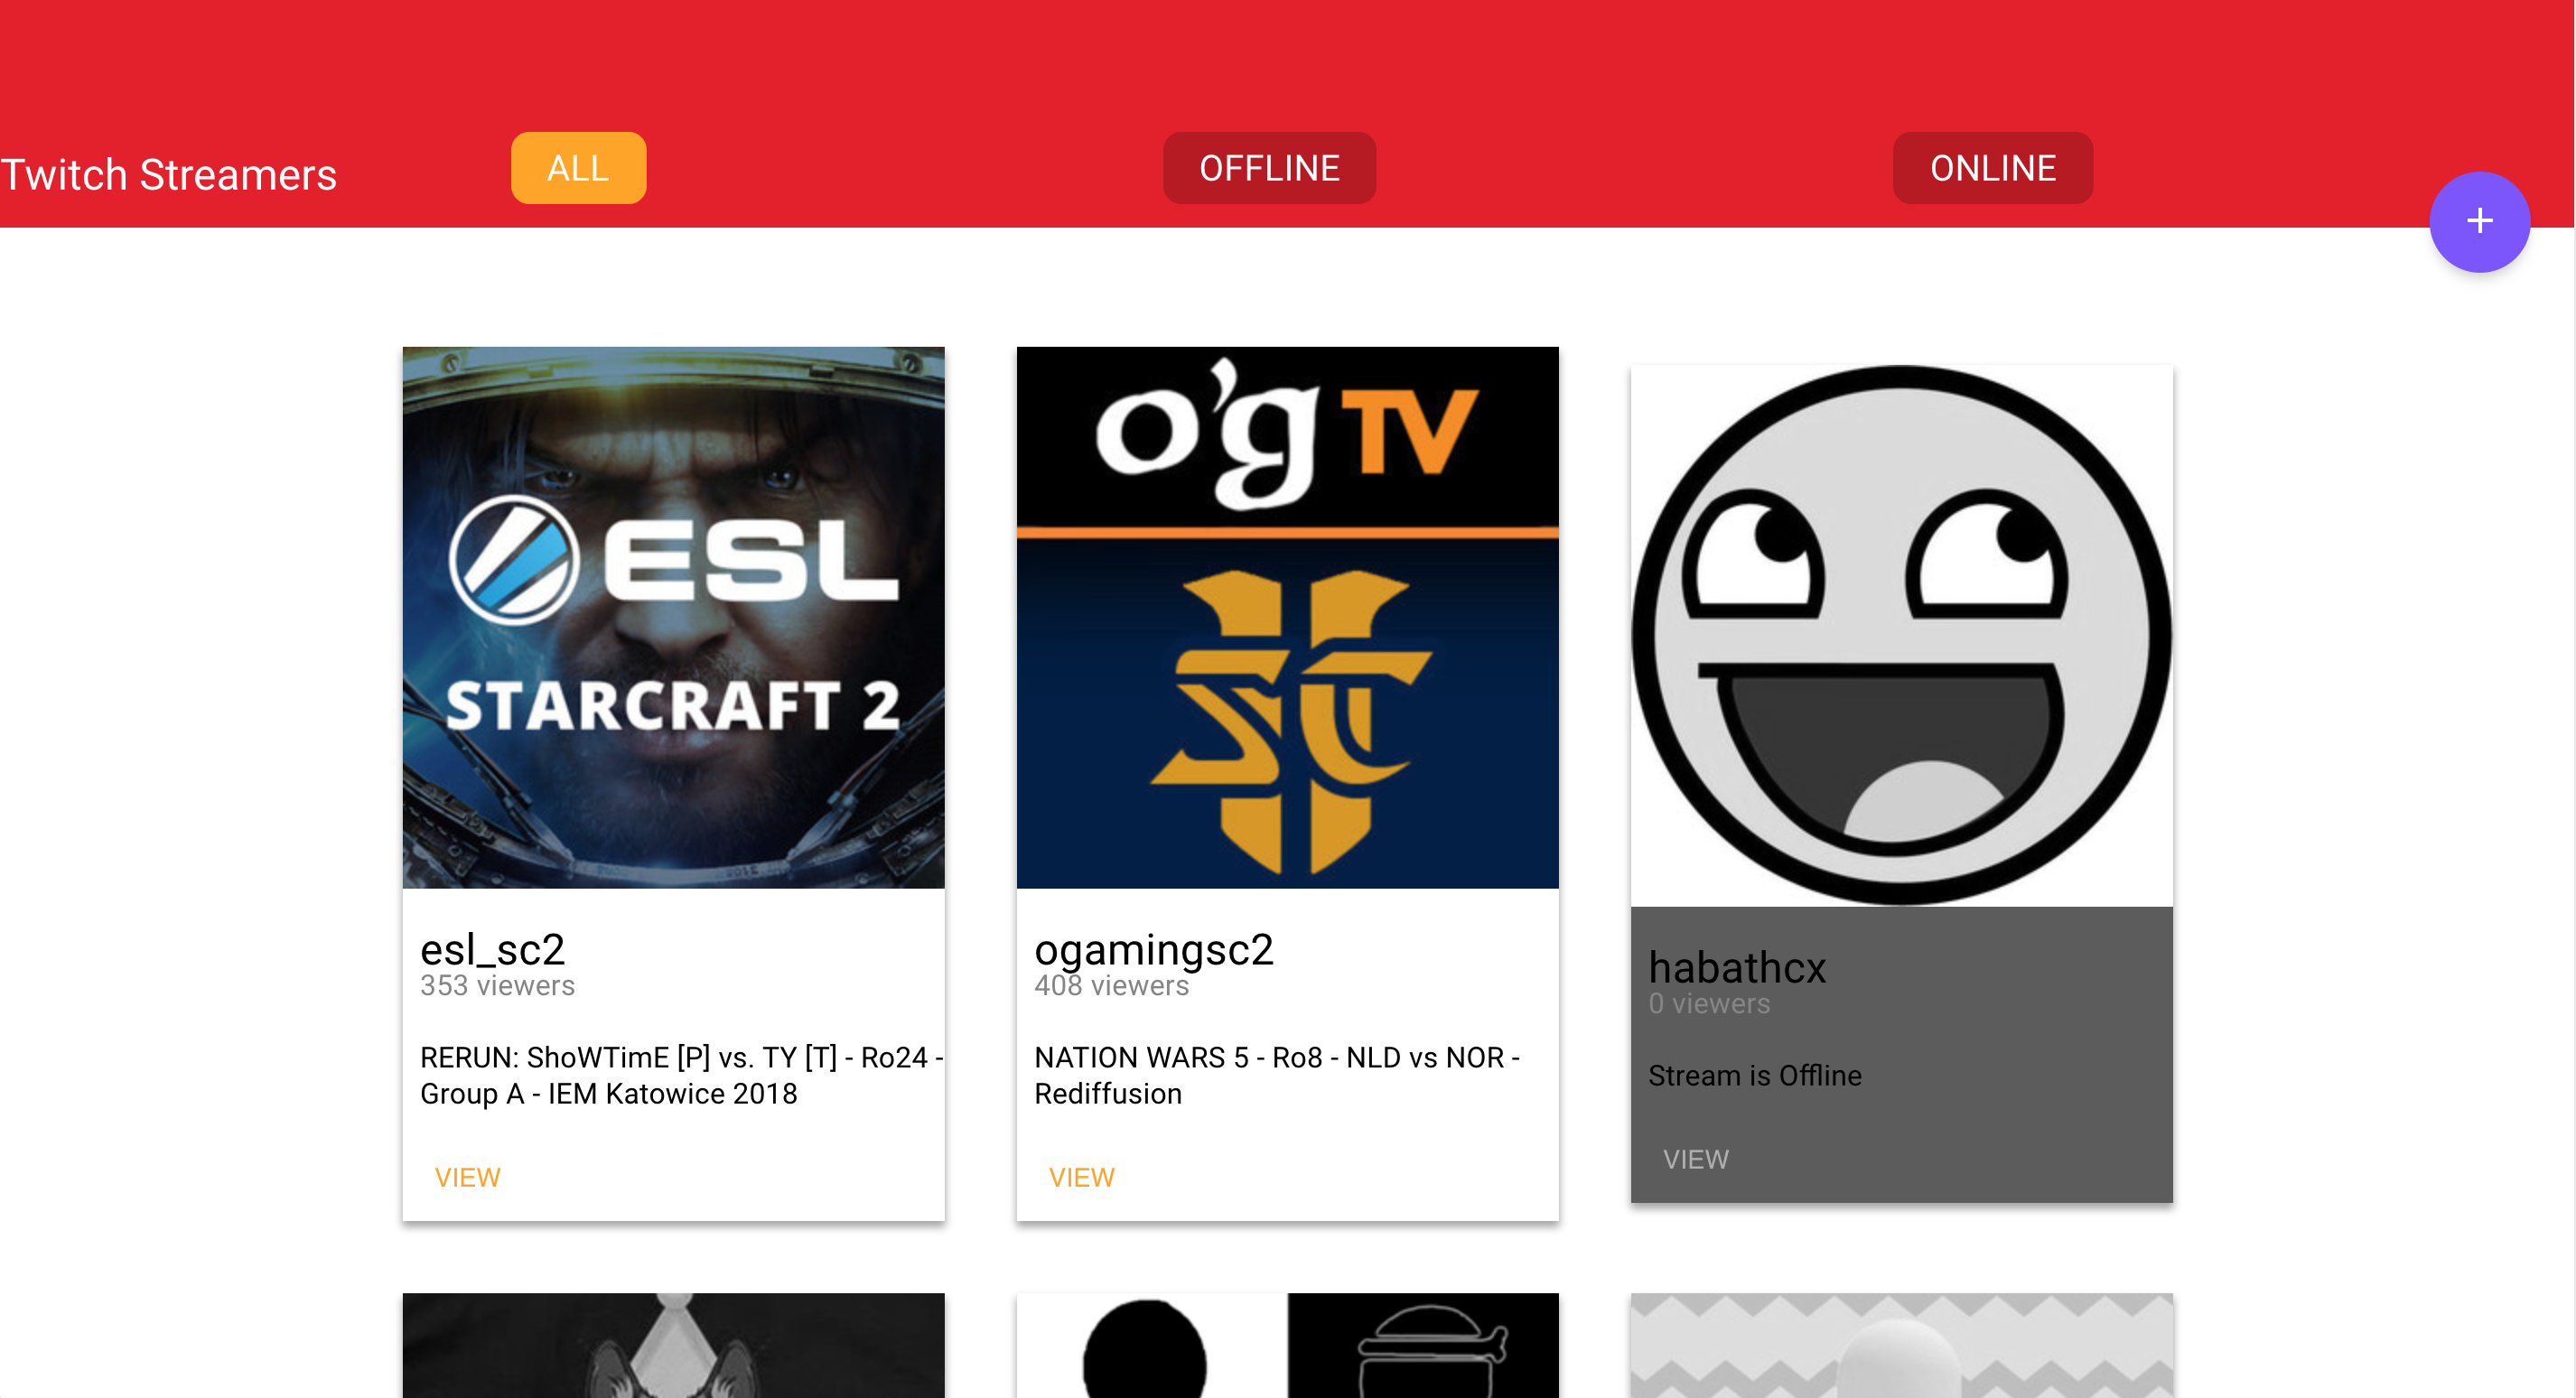 Twitch Streamers
ALL
OFFLINE
ONLINE
+
o'g TV
ESL
STARCRAFT 2
SC
II
esl_sc2
353 viewers
RERUN: ShoWTimE [P] vs. TY [T] - Ro24 -
Group A - IEM Katowice 2018
VIEW
ogamingsc2
408 viewers
NATION WARS 5 - Ro8 - NLD vs NOR -
Rediffusion
VIEW
habathcx
0 viewers
Stream is Offline
VIEW